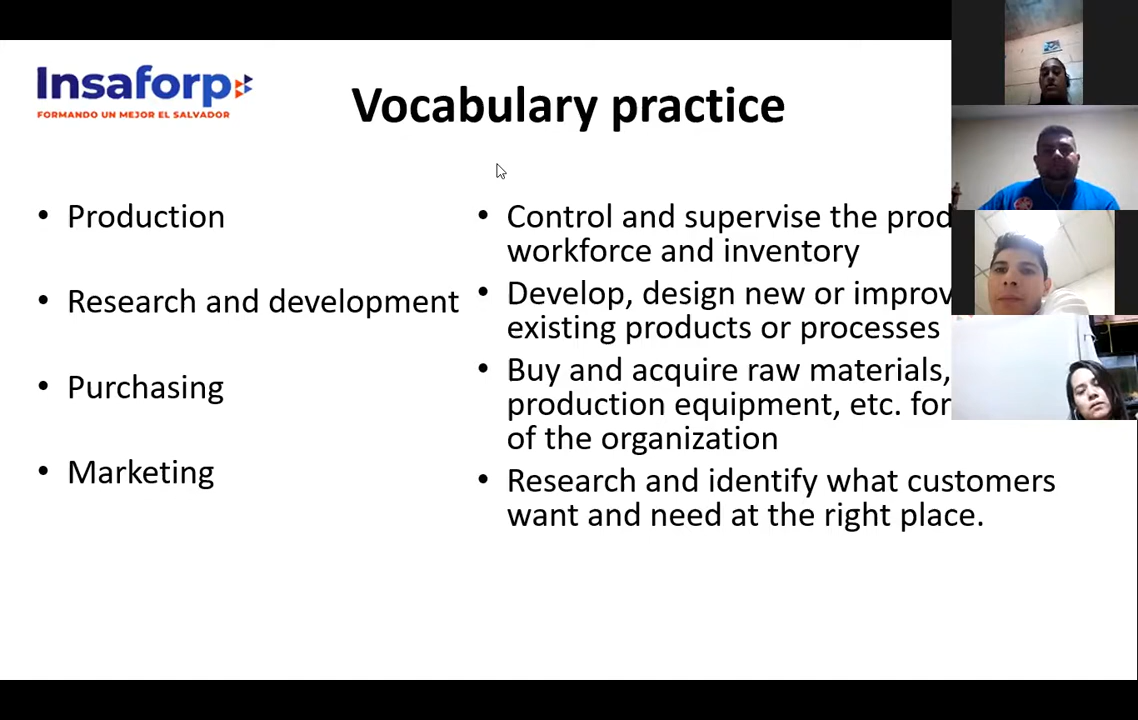 Insaforp
FORMANDO UN MEJOR EL SALVADOR
Vocabulary practice
• Production
• Research and development
• Purchasing
• Marketing
• Control and supervise the
workforce and inventory
• Develop, design new or
existing products or processes
• Buy and acquire raw materials,
production equipment, etc. for
of the organization
• Research and identify what customers
want and need at the right place.